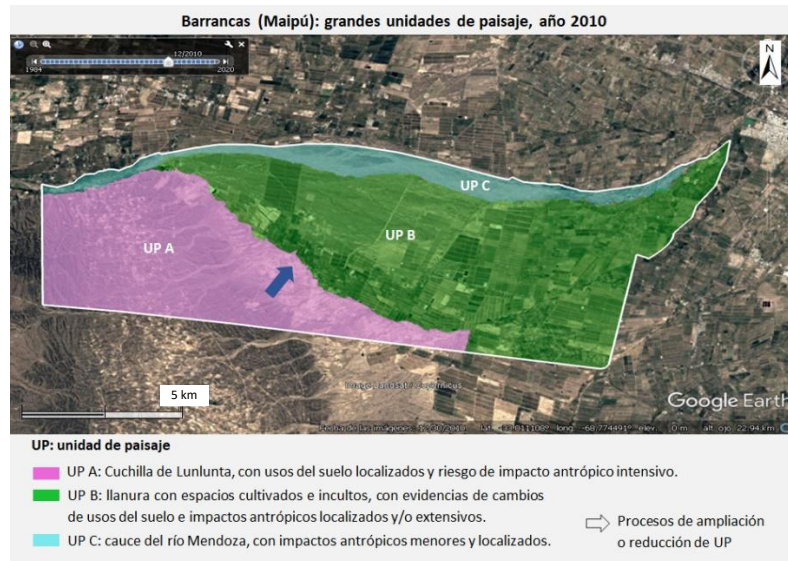 Barrancas (Maipú): grandes unidades de paisaje, año 2010
12/2010
1984
2020
N
UP C
UP A
UP B
5 km
Google Earth
UP: unidad de paisaje
UP A: Cuchilla de Lunlunta, con usos del suelo localizados y riesgo de impacto antrópico intensivo.
UP B: llanura con espacios cultivados e incultos, con evidencias de cambios
de usos del suelo e impactos antrópicos localizados y/o extensivos.
UP C: cauce del río Mendoza, con impactos antrópicos menores y localizados.
Procesos de ampliación
o reducción de UP